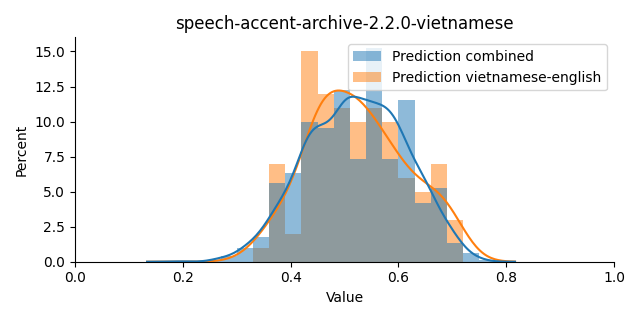 speech-accent-archive-2.2.0-vietnamese
Prediction combined
Prediction vietnamese-english
Percent
15.0
12.5
10.0
7.5
5.0
2.5
0.0
0.0 0.2 0.4 0.6 0.8 1.0
Value